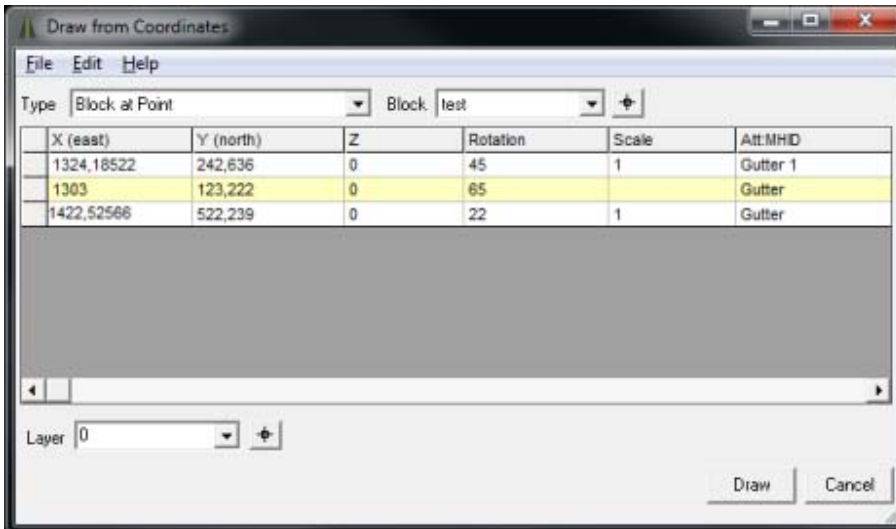 Draw from Coordinates
File Edit Help
Type Block at Point Block test
X (east) Y (north) Z Rotation Scale Att:MHID
1324,18522 242,636 0 45 1 Gutter 1
1303 123,222 0 65 Gutter
1422,52566 522,239 0 22 1 Gutter
Layer 0
Draw Cancel